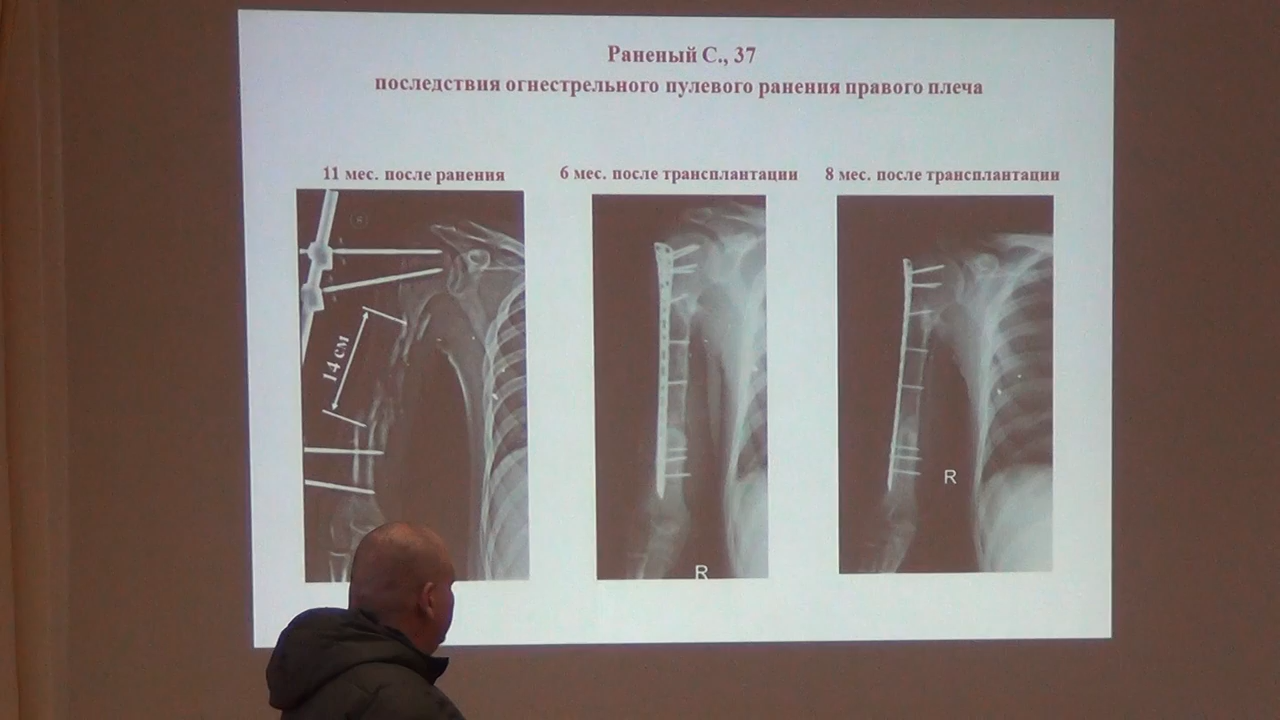 Раненый С., 37
последствия огнестрельного пулевого ранения правого плеча
11 мес. после ранения
6 мес. после трансплантации
8 мес. после трансплантации
14 см
R
R